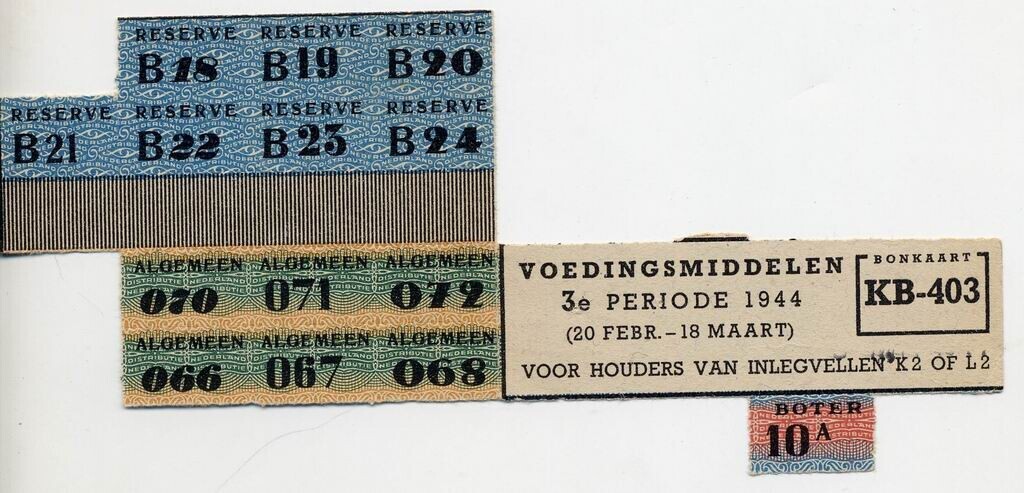 RESERVE RESERVE RESERVE
B18 B19 B20
RESERVE RESERVE RESERVE RESERVE
B21 B22 B23 B24
ALGEMEEN ALGEMEEN ALGEMEEN
070 071 072
ALGEMEEN ALGEMEEN ALGEMEEN
066 067 068
VOEDINGSMIDDELEN
3e PERIODE 1944
(20 FEBR.-18 MAART)
BONKAART
KB-403
VOOR HOUDERS VAN INLEGVELLEN K2 OF L2
BOTER
10A